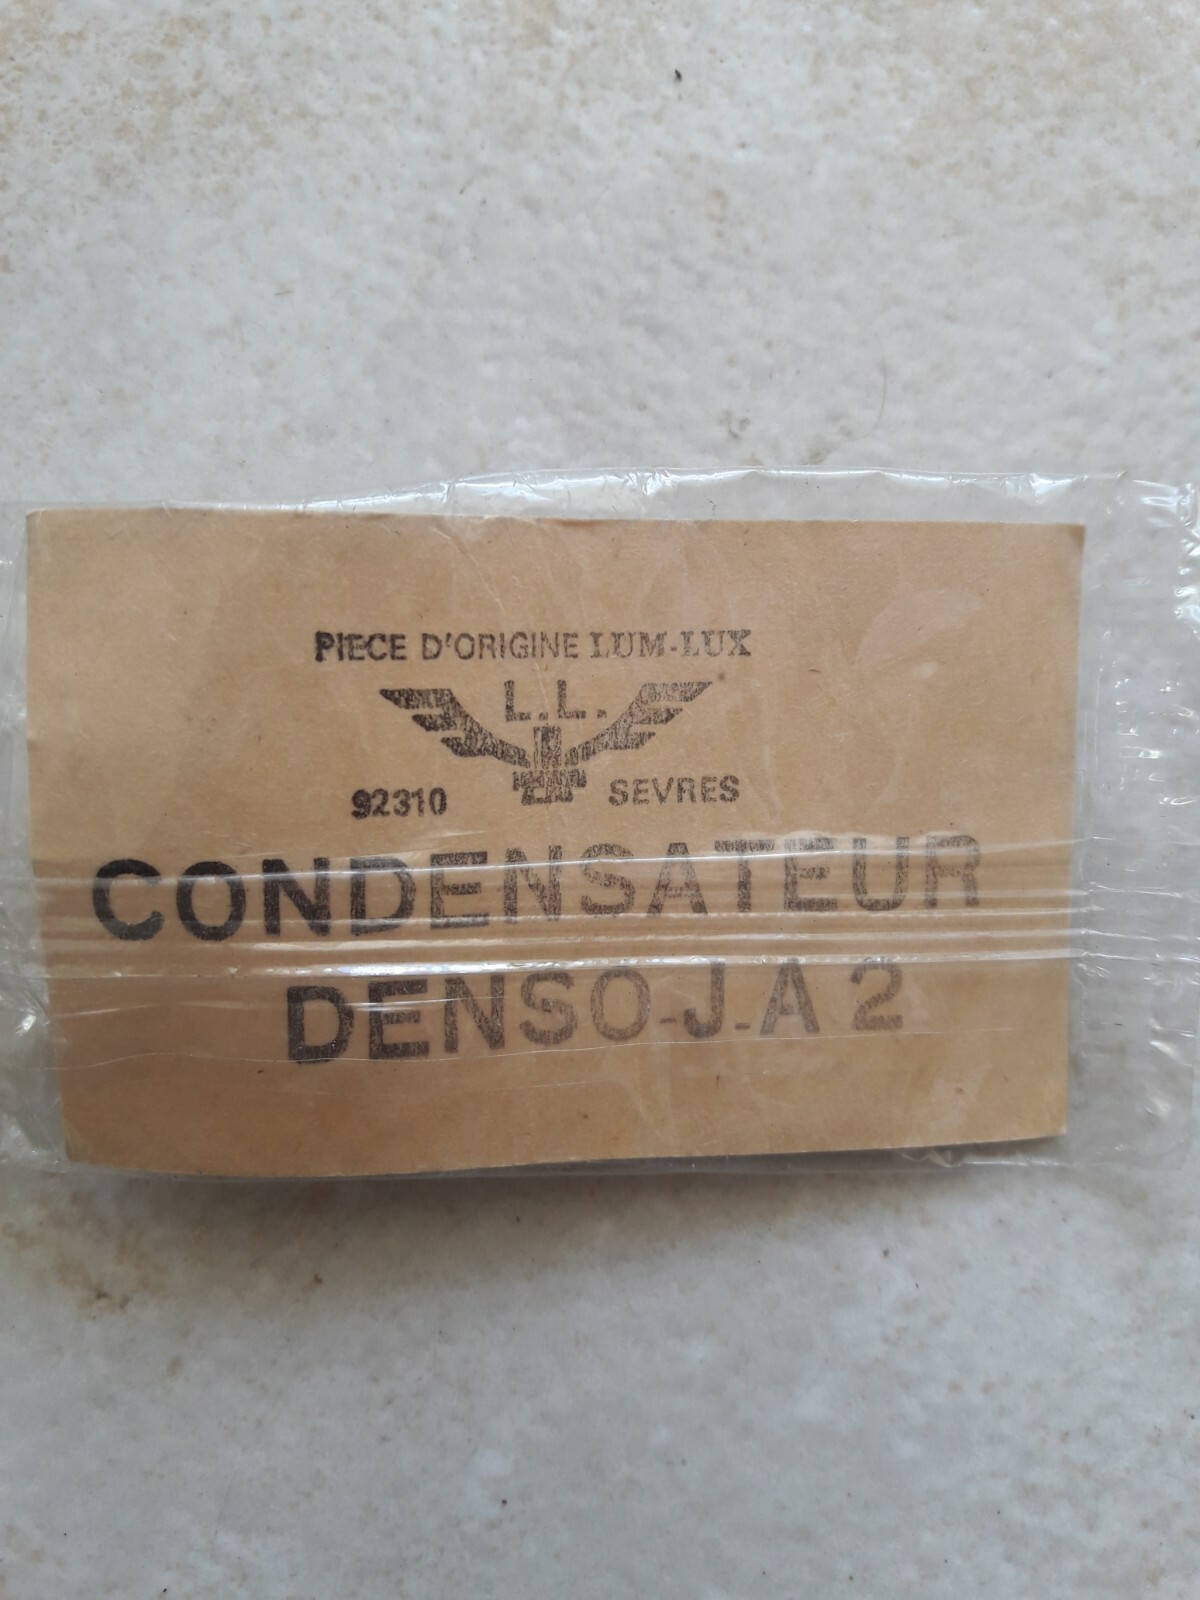 PIECE D'ORIGINE LUM-LUX
L.L.
92310 SEVRES
CONDENSATEUR
DENSO-J-A 2